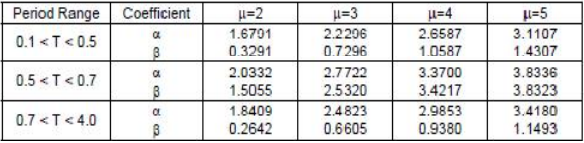 Period Range Coefficient μ=2 μ=3 μ=4 μ=5
0.1 < T < 0.5 α 1.6791 2.2296 2.6587 3.1107
β 0.3291 0.7296 1.0587 1.4307
0.5 < T < 0.7 α 2.0332 2.7722 3.3700 3.8336
β 1.5055 2.5320 3.4217 3.8323
0.7 < T < 4.0 α 1.8409 2.4823 2.9853 3.4180
β 0.2642 0.6605 0.9380 1.1493